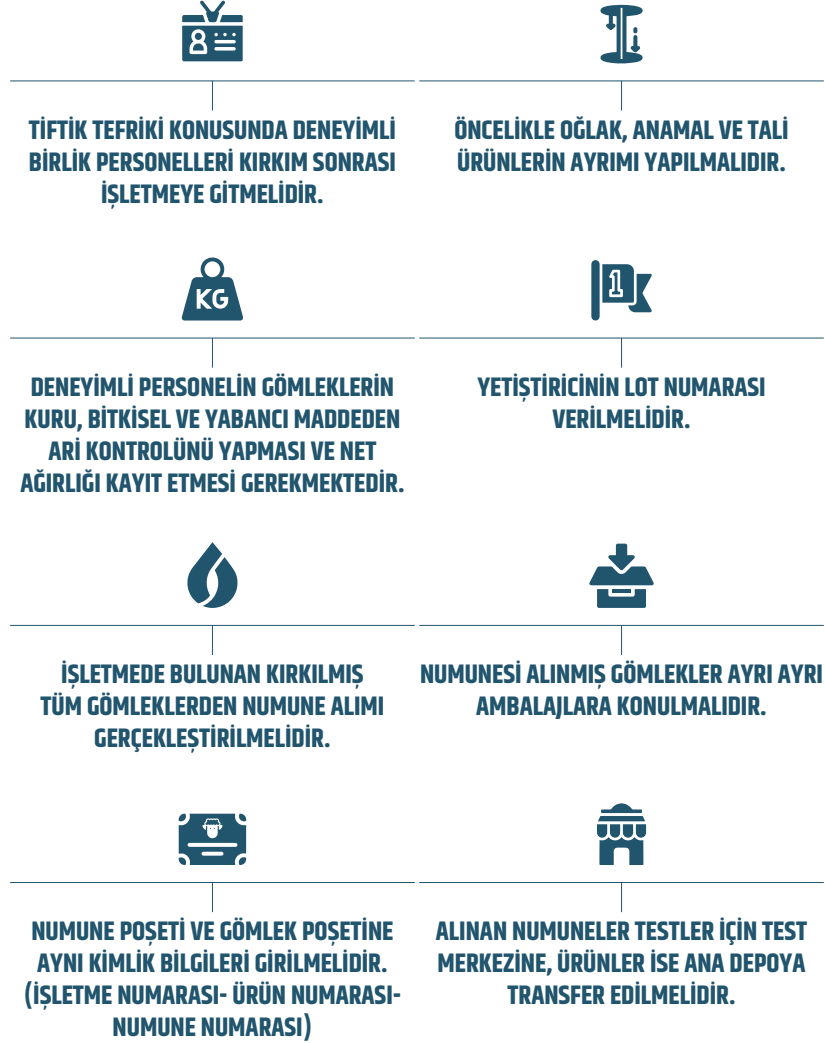 TİFTİK TEFRİKİ KONUSUNDA DENEYİMLİ
BİRLİK PERSONELLERİ KIRKIM SONRASI
İŞLETMEYE GİTMELİDİR.
ÖNCELİKLE OĞLAK, ANAMAL VE TALİ
ÜRÜNLERİN AYRIMI YAPILMALIDIR.
KG
DENEYİMLİ PERSONELİN GÖMLEKLERİN
KURU, BİTKİSEL VE YABANCI MADDEDEN
ARİ KONTROLÜNÜ YAPMASI VE NET
AĞIRLIĞI KAYIT ETMESİ GEREKMEKTEDİR.
1
YETİŞTİRİCİNİN LOT NUMARASI
VERİLMELİDİR.
İŞLETMEDE BULUNAN KIRKILMIŞ
TÜM GÖMLEKLERDEN NUMUNE ALIMI
GERÇEKLEŞTİRİLMELİDİR.
NUMUNESİ ALINMIŞ GÖMLEKLER AYRI AYRI
AMBALAJLARA KONULMALIDIR.
NUMUNE POŞETİ VE GÖMLEK POŞETİNE
AYNI KİMLİK BİLGİLERİ GİRİLMELİDİR.
(İŞLETME NUMARASI- ÜRÜN NUMARASI-
NUMUNE NUMARASI)
ALINAN NUMUNELER TESTLER İÇİN TEST
MERKEZİNE, ÜRÜNLER İSE ANA DEPOYA
TRANSFER EDİLMELİDİR.